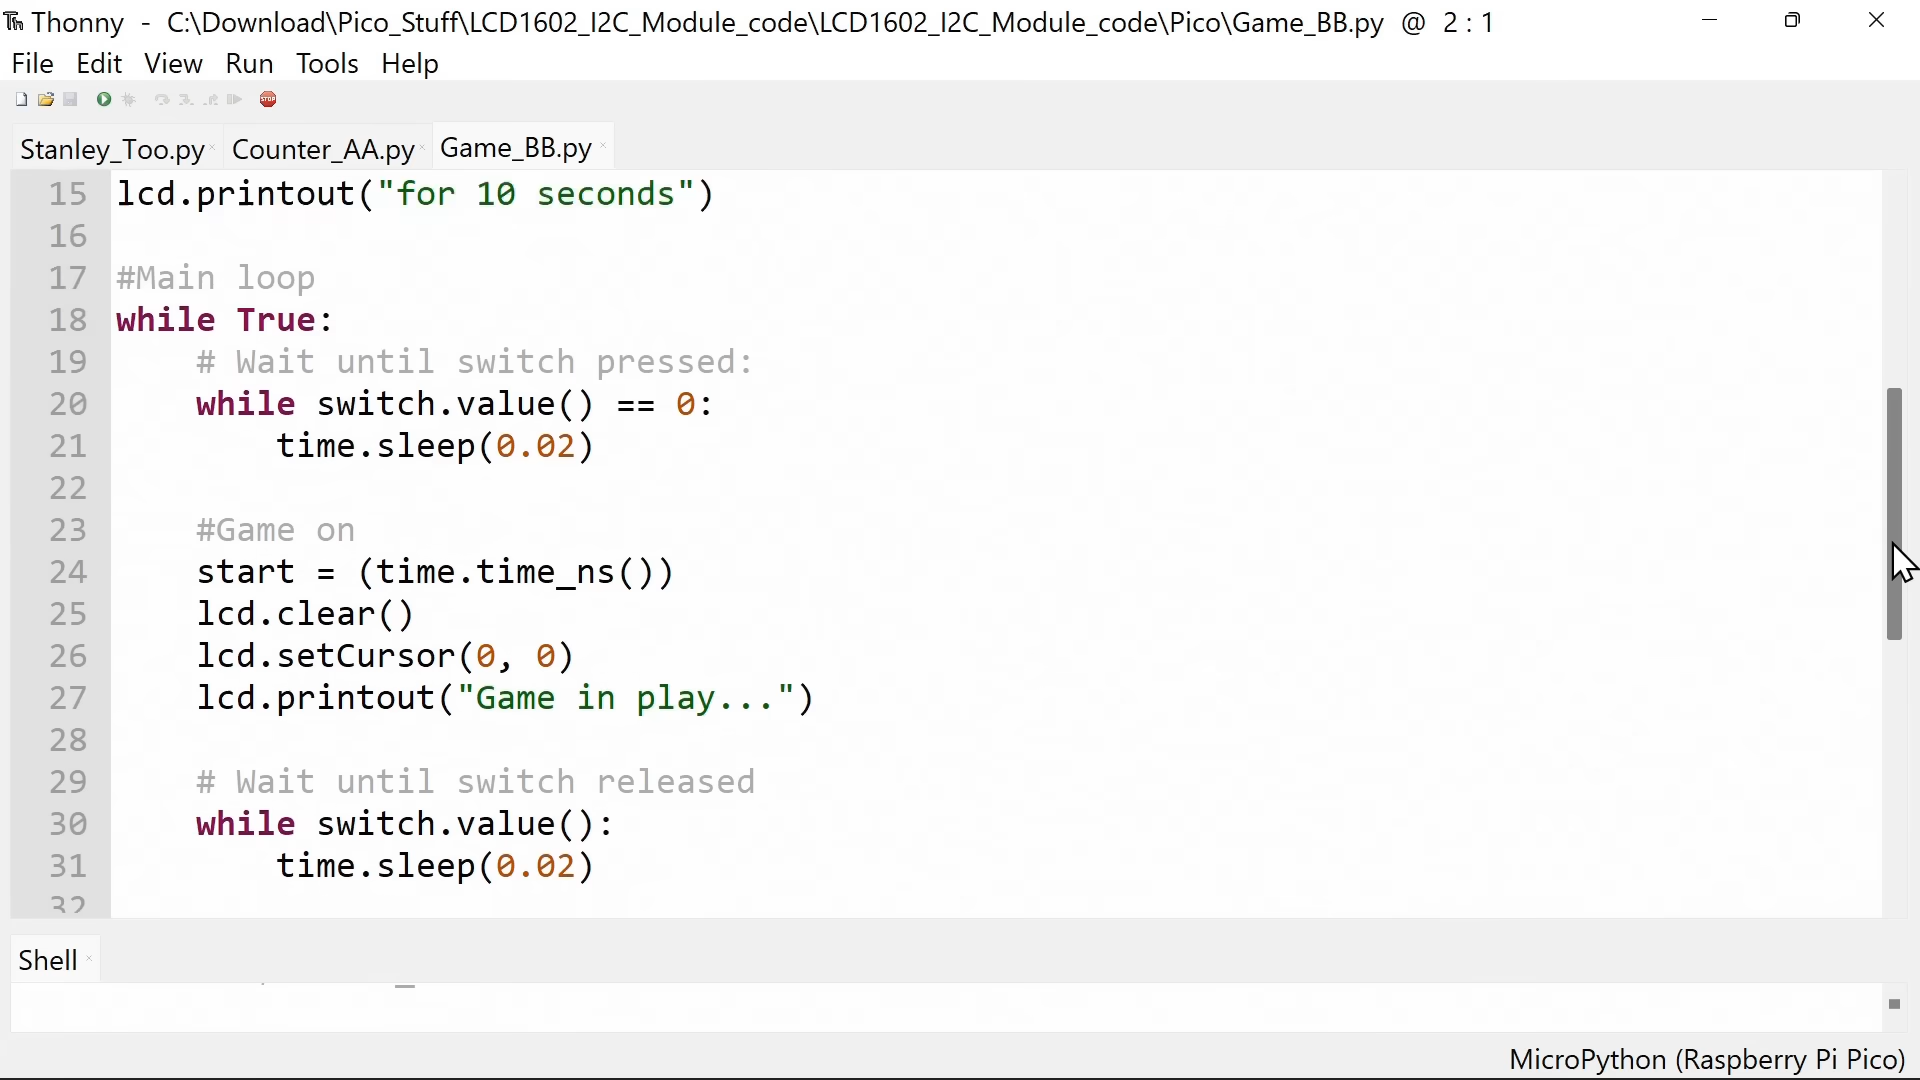 Thonny - C:\Download\Pico_Stuff\LCD1602_I2C_Module_code\LCD1602_I2C_Module_code\Pico\Game_BB.py @ 2 : 1
File Edit View Run Tools Help
STOP
Stanley_Too.py Counter_AA.py Game_BB.py
15 lcd.printout("for 10 seconds")
16
17 #Main loop
18 while True:
19     # Wait until switch pressed:
20     while switch.value() == 0:
21         time.sleep(0.02)
22
23     #Game on
24     start = (time.time_ns())
25     lcd.clear()
26     lcd.setCursor(0, 0)
27     lcd.printout("Game in play...")
28
29     # Wait until switch released
30     while switch.value():
31         time.sleep(0.02)
32
Shell
MicroPython (Raspberry Pi Pico)